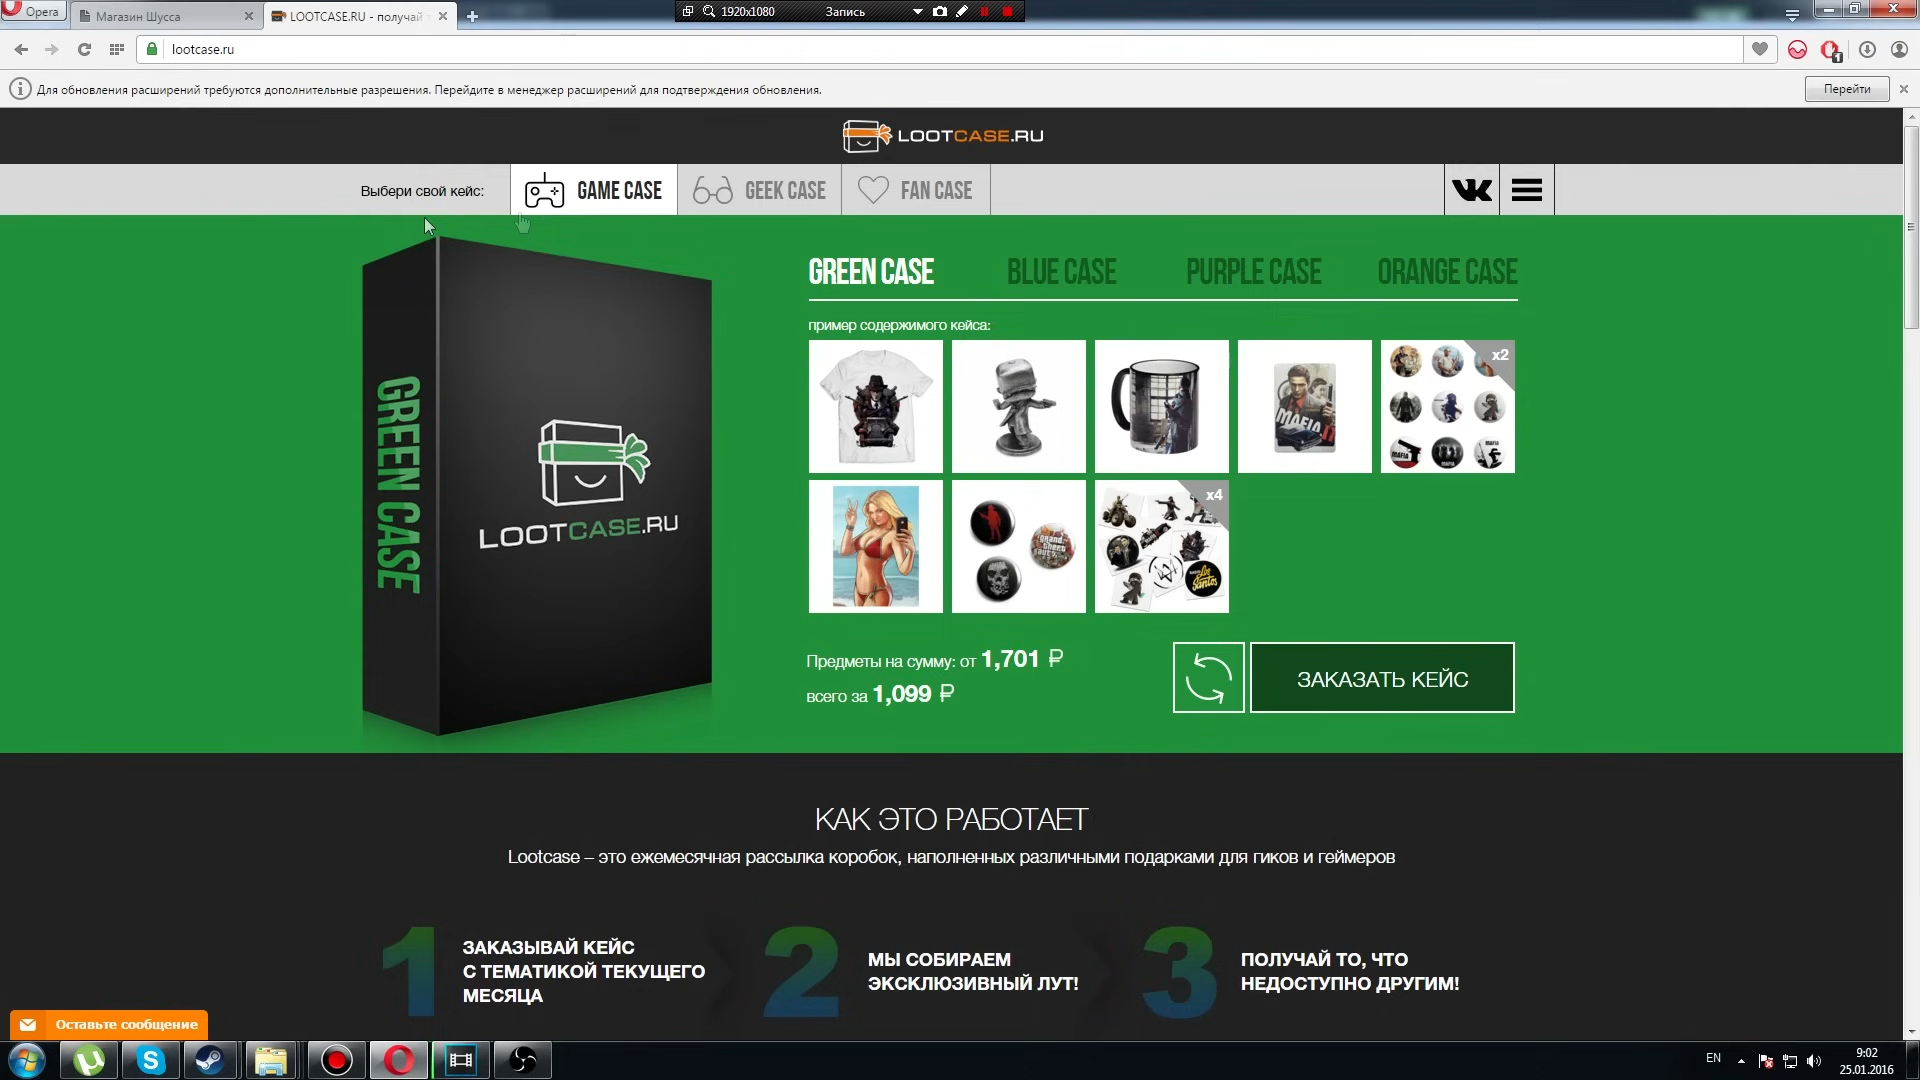 Opera
Магазин Шусса
LOOTCASE.RU - получай
1920x1080
Запись
lootcase.ru
1
Для обновления расширений требуются дополнительные разрешения. Перейдите в менеджер расширений для подтверждения обновления.
Перейти
LOOTCASE.RU
Выбери свой кейс:
GAME CASE
GEEK CASE
FAN CASE
GREEN CASE
BLUE CASE
PURPLE CASE
ORANGE CASE
пример содержимого кейса:
x2
MAFIA II
GREEN CASE
LOOTCASE.RU
x4
Предметы на сумму: от 1,701 ₽
всего за 1,099 ₽
ЗАКАЗАТЬ КЕЙС
КАК ЭТО РАБОТАЕТ
Lootcase – это ежемесячная рассылка коробок, наполненных различными подарками для гиков и геймеров
1
ЗАКАЗЫВАЙ КЕЙС
С ТЕМАТИКОЙ ТЕКУЩЕГО
МЕСЯЦА
2
МЫ СОБИРАЕМ
ЭКСКЛЮЗИВНЫЙ ЛУТ!
3
ПОЛУЧАЙ ТО, ЧТО
НЕДОСТУПНО ДРУГИМ!
Оставьте сообщение
EN
9:02
25.01.2016